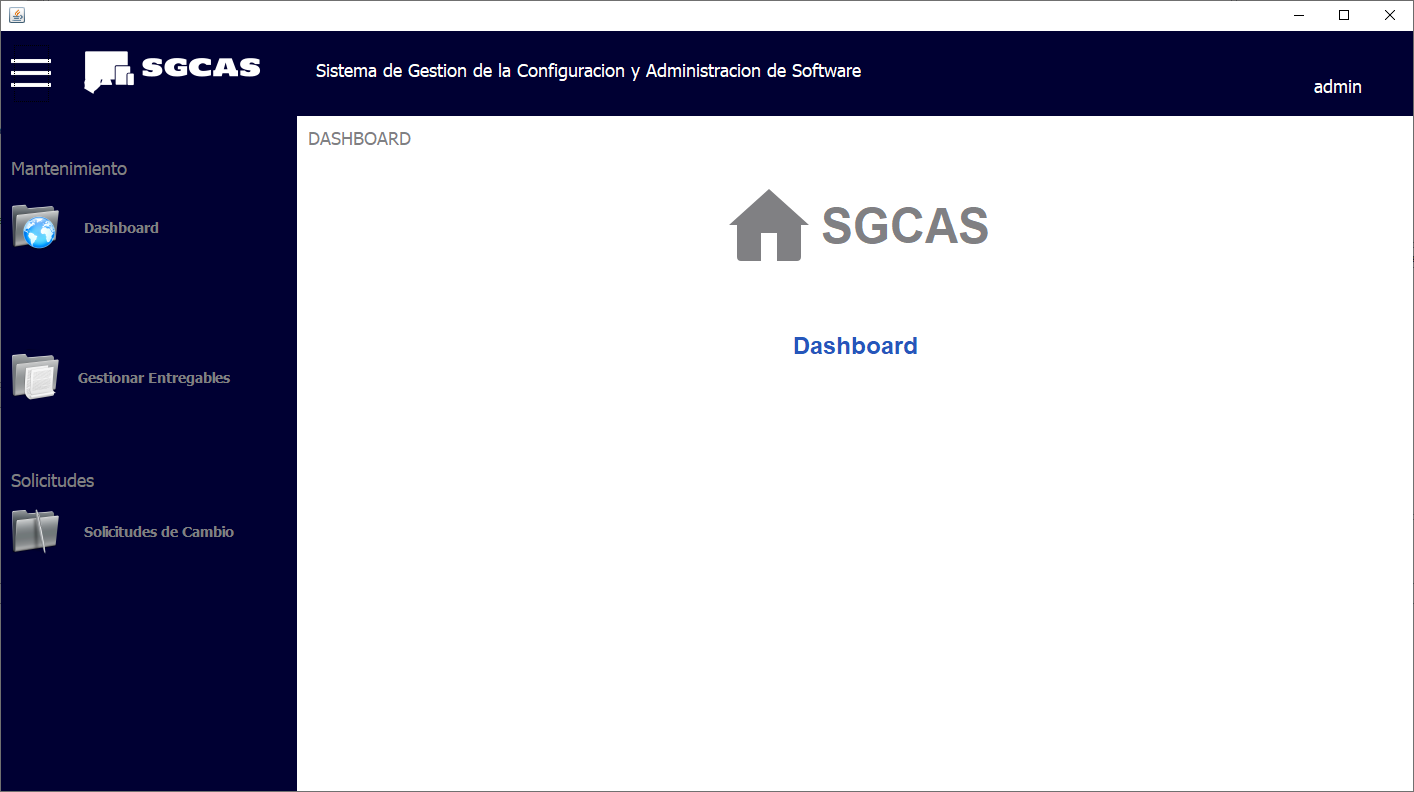 SGCAS
Sistema de Gestion de la Configuracion y Administracion de Software
admin
Mantenimiento
Dashboard
Gestionar Entregables
Solicitudes
Solicitudes de Cambio
DASHBOARD
SGCAS
Dashboard